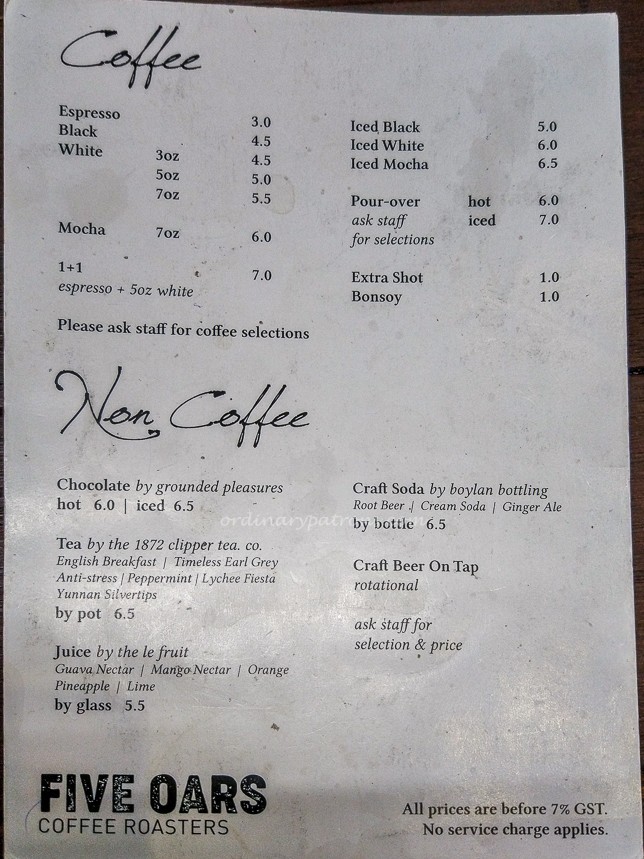 Coffee
Espresso 3.0
Black 4.5
White 3oz 4.5
5oz 5.0
7oz 5.5
Mocha 7oz 6.0
1+1 7.0
espresso + 5oz white
Please ask staff for coffee selections
Iced Black 5.0
Iced White 6.0
Iced Mocha 6.5
Pour-over hot 6.0
ask staff iced 7.0
for selections
Extra Shot 1.0
Bonsoy 1.0
Non Coffee
Chocolate by grounded pleasures
hot 6.0 | iced 6.5
Tea by the 1872 clipper tea. co.
English Breakfast | Timeless Earl Grey
Anti-stress | Peppermint | Lychee Fiesta
Yunnan Silvertips
by pot 6.5
Juice by the le fruit
Guava Nectar | Mango Nectar | Orange
Pineapple | Lime
by glass 5.5
Craft Soda by boylan bottling
Root Beer | Cream Soda | Ginger Ale
by bottle 6.5
Craft Beer On Tap
rotational
ask staff for
selection & price
FIVE OARS
COFFEE ROASTERS
All prices are before 7% GST.
No service charge applies.